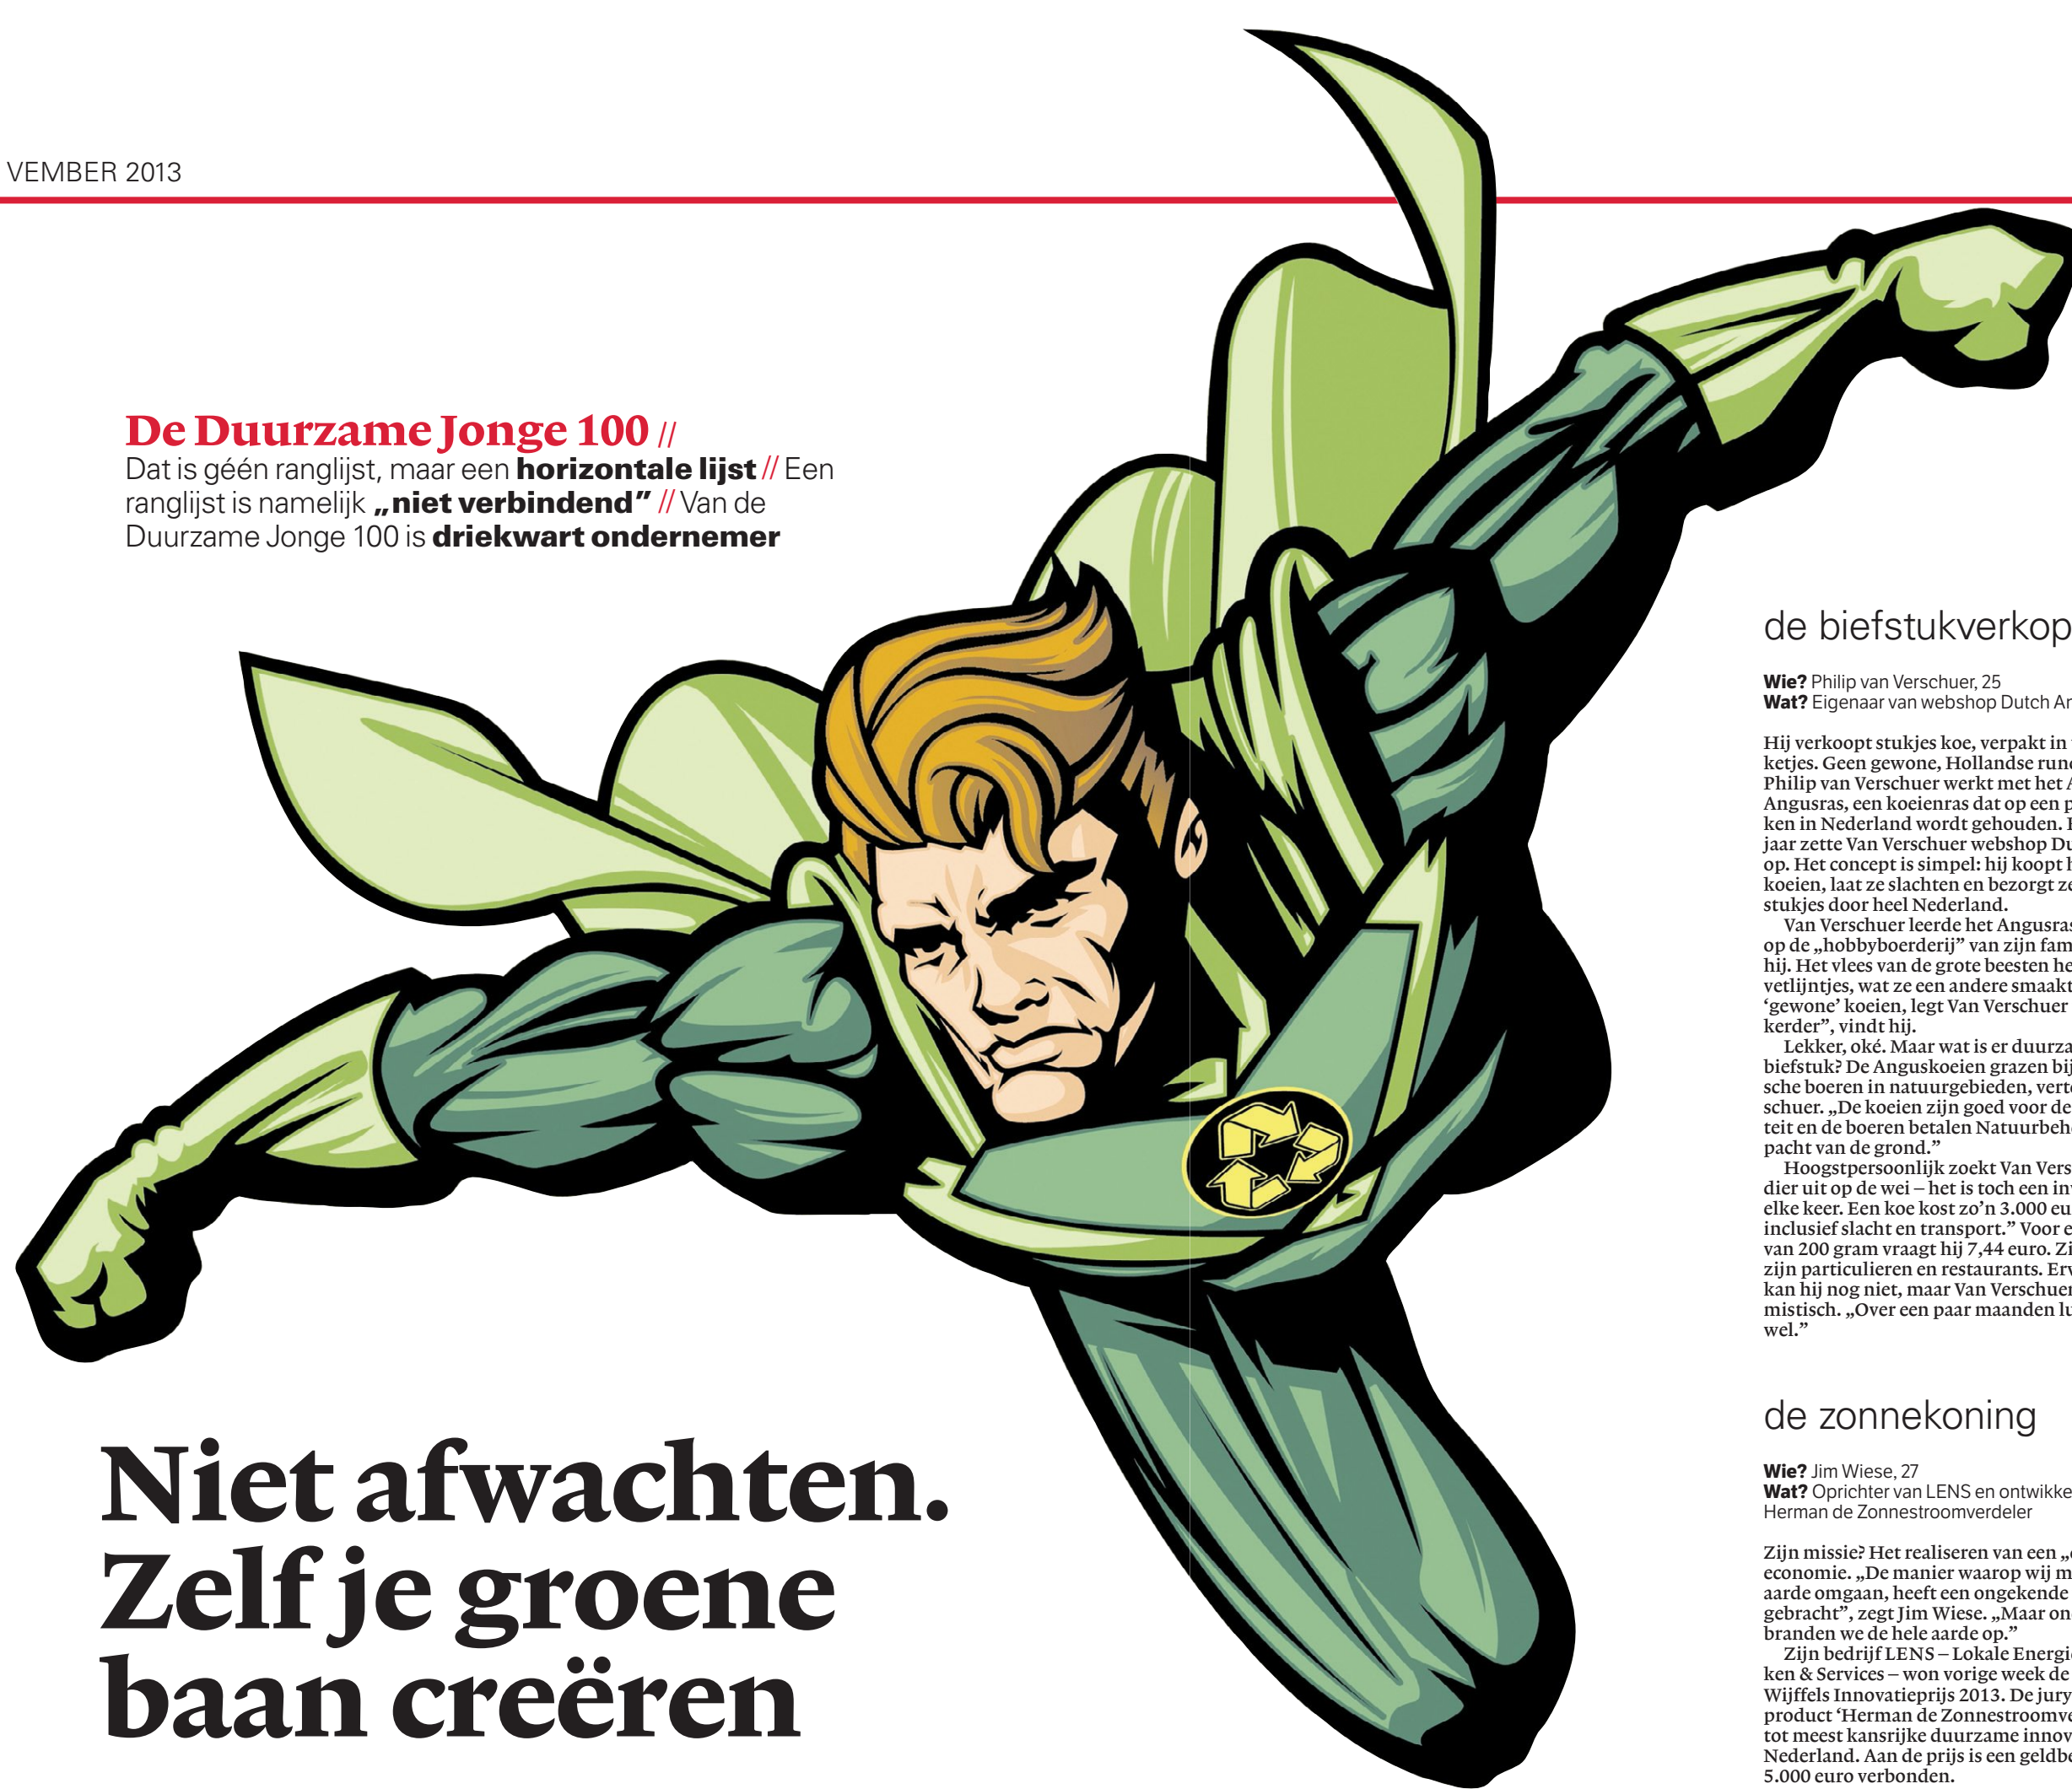 VEMBER 2013
De Duurzame Jonge 100 //
Dat is géén ranglijst, maar een horizontale lijst // Een
ranglijst is namelijk „niet verbindend” // Van de
Duurzame Jonge 100 is driekwart ondernemer
Niet afwachten.
Zelf je groene
baan creëren
de biefstukverkop
Wie? Philip van Verschuer, 25
Wat? Eigenaar van webshop Dutch An
Hij verkoopt stukjes koe, verpakt in
ketjes. Geen gewone, Hollandse rund
Philip van Verschuer werkt met het A
Angusras, een koeienras dat op een p
ken in Nederland wordt gehouden.
jaar zette Van Verschuer webshop Du
op. Het concept is simpel: hij koopt h
koeien, laat ze slachten en bezorgt ze
stukjes door heel Nederland.
Van Verschuer leerde het Angusras
op de „hobbyboerderij” van zijn fam
hij. Het vlees van de grote beesten he
vetlijntjes, wat ze een andere smaakt
‘gewone’ koeien, legt Van Verschuer
kerder”, vindt hij.
Lekker, oké. Maar wat is er duurza
biefstuk? De Anguskoeien grazen bij
sche boeren in natuurgebieden, verte
schuer. „De koeien zijn goed voor de
teit en de boeren betalen Natuurbehe
pacht van de grond.”
Hoogstpersoonlijk zoekt Van Vers
dier uit op de wei – het is toch een inv
elke keer. Een koe kost zo’n 3.000 eu
inclusief slacht en transport.” Voor e
van 200 gram vraagt hij 7,44 euro. Zi
zijn particulieren en restaurants. Erv
kan hij nog niet, maar Van Verschuer
mistisch. „Over een paar maanden lu
wel.”
de zonnekoning
Wie? Jim Wiese, 27
Wat? Oprichter van LENS en ontwikke
Herman de Zonnestroomverdeler
Zijn missie? Het realiseren van een „
economie. „De manier waarop wij m
aarde omgaan, heeft een ongekende
gebracht”, zegt Jim Wiese. „Maar on
branden we de hele aarde op.”
Zijn bedrijf LENS – Lokale Energie
ken & Services – won vorige week de
Wijffels Innovatieprijs 2013. De jury
product ‘Herman de Zonnestroomve
tot meest kansrijke duurzame innov
Nederland. Aan de prijs is een geldbe
5.000 euro verbonden.